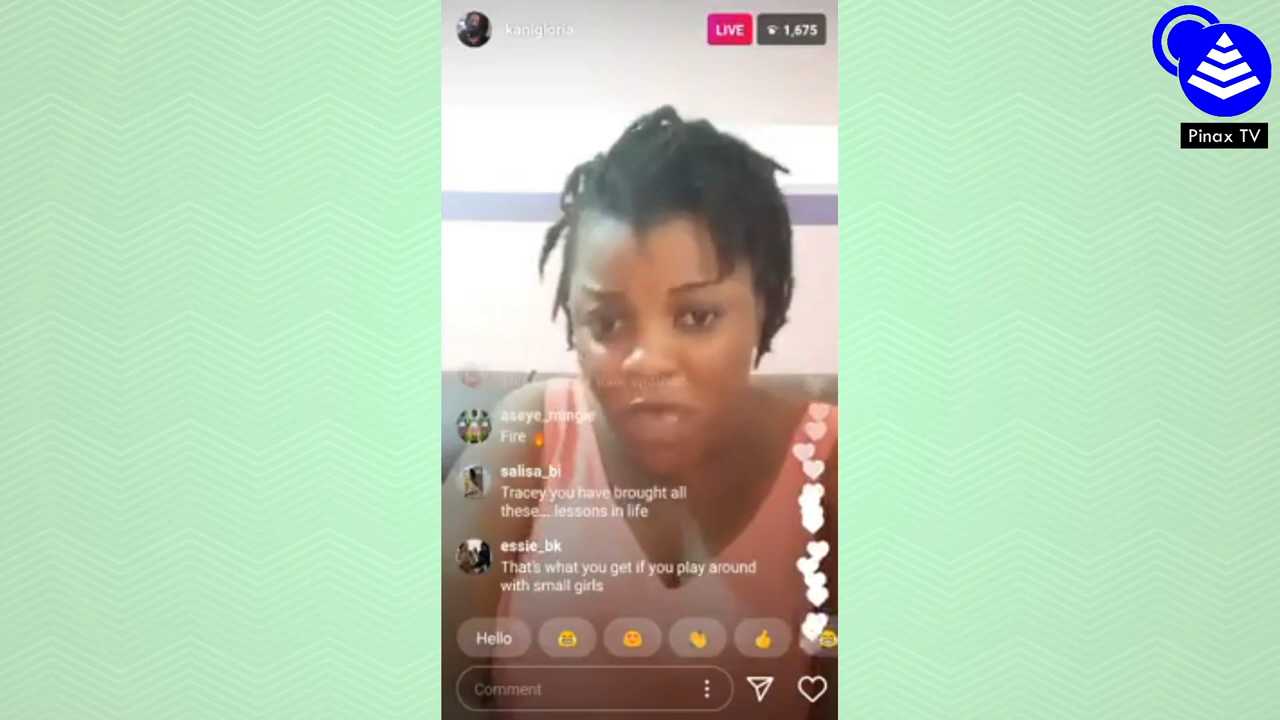 kanigloria
LIVE
1,675
Pinax TV
Fire 🔥
salisa_bi
Tracey you have brought all
these... lessons in life
essie_bk
That's what you get if you play around
with small girls
Hello
Comment